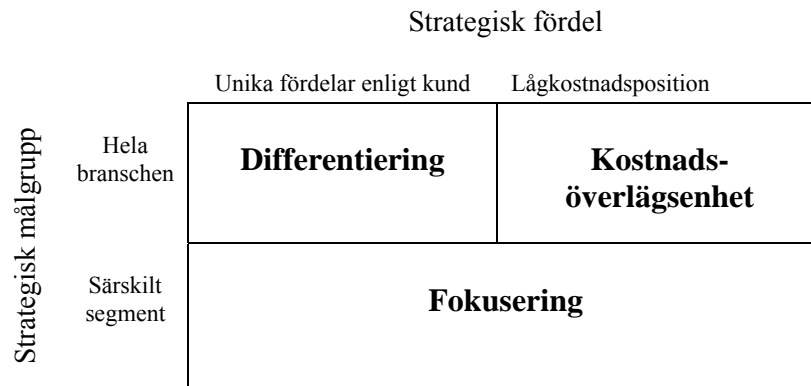 Strategisk fördel
Unika fördelar enligt kund
Lågkostnadsposition
Strategisk målgrupp
Hela
branschen
Differentiering
Kostnads-
överlägsenhet
Särskilt
segment
Fokusering